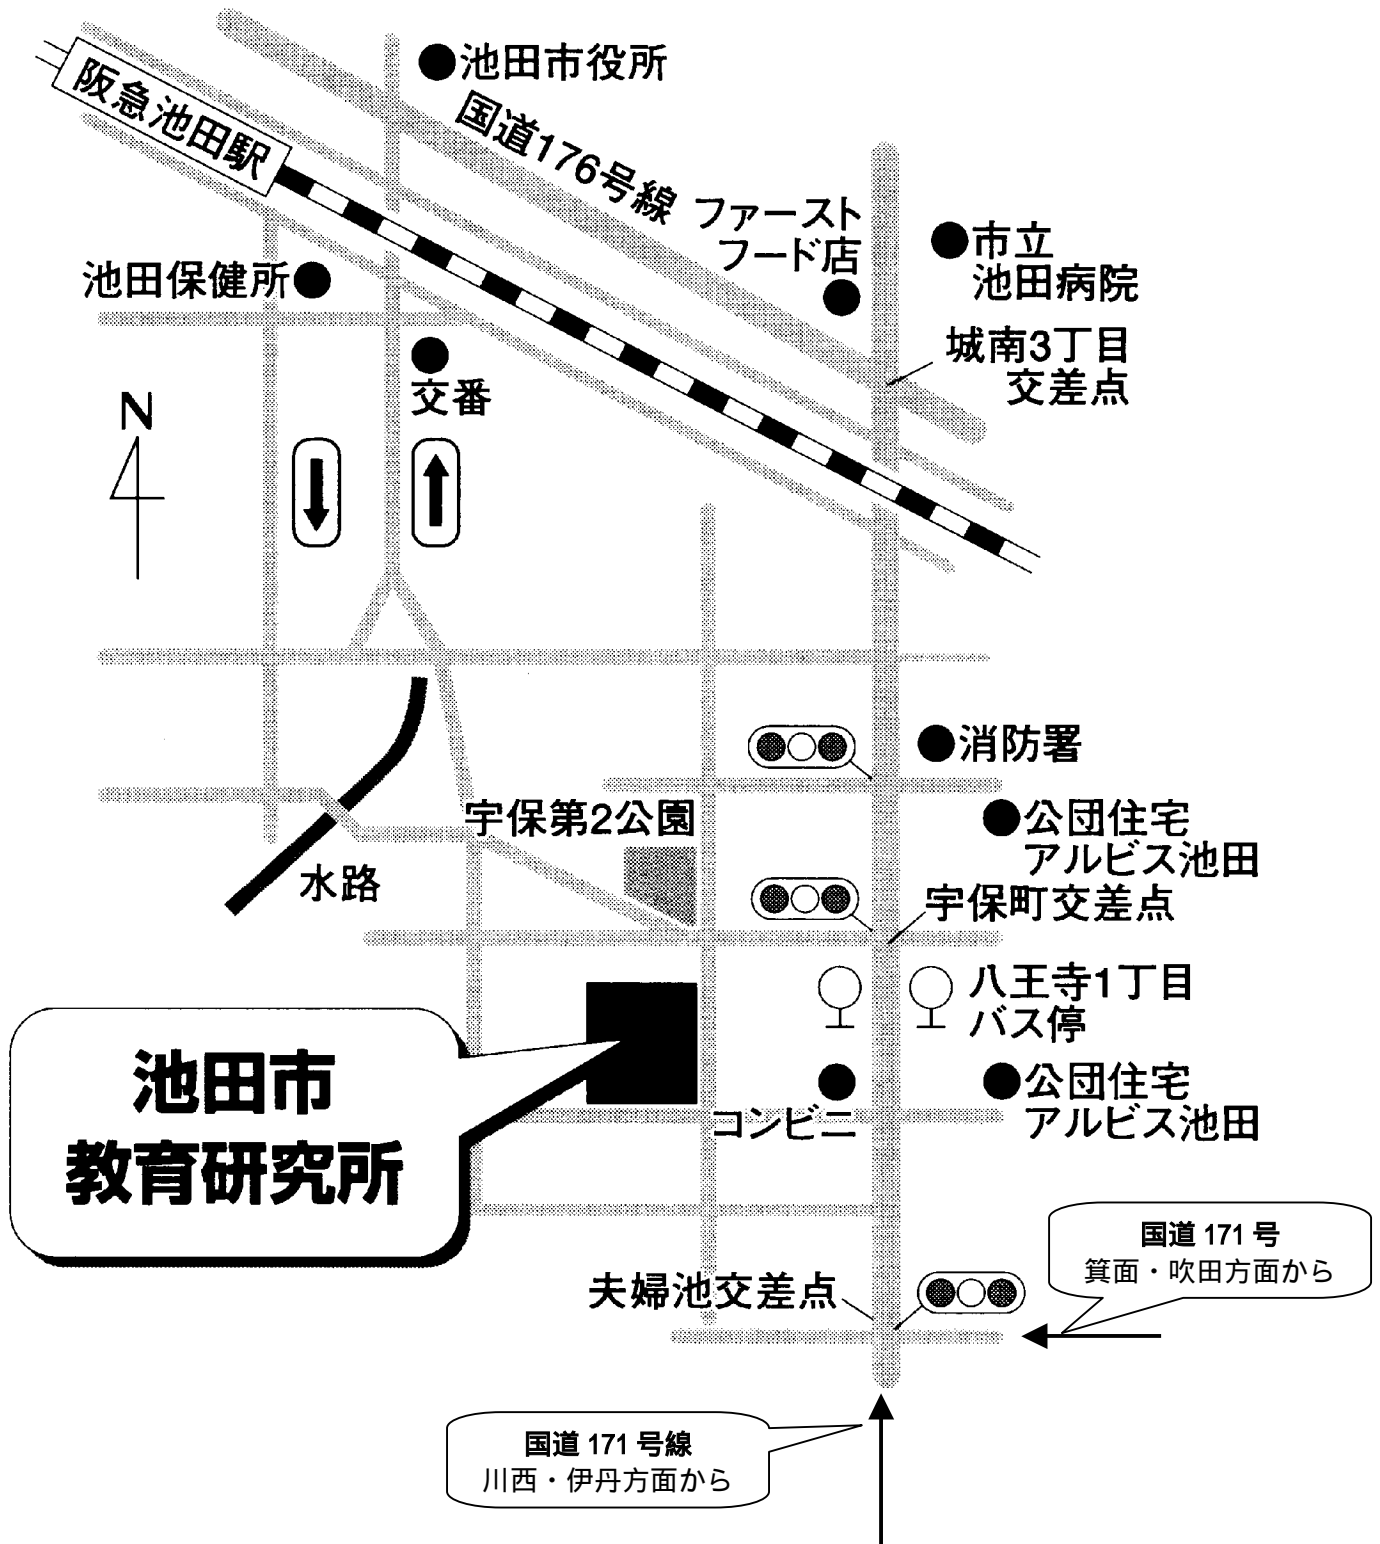 池田市役所
阪急池田駅
国道176号線
ファースト
フード店
市立
池田病院
池田保健所
城南3丁目
交差点
交番
N
消防署
宇保第2公園
公団住宅
アルビス池田
水路
宇保町交差点
八王寺1丁目
バス停
池田市
教育研究所
公団住宅
アルビス池田
コンビニ
国道 171 号
箕面・吹田方面から
夫婦池交差点
国道 171 号線
川西・伊丹方面から